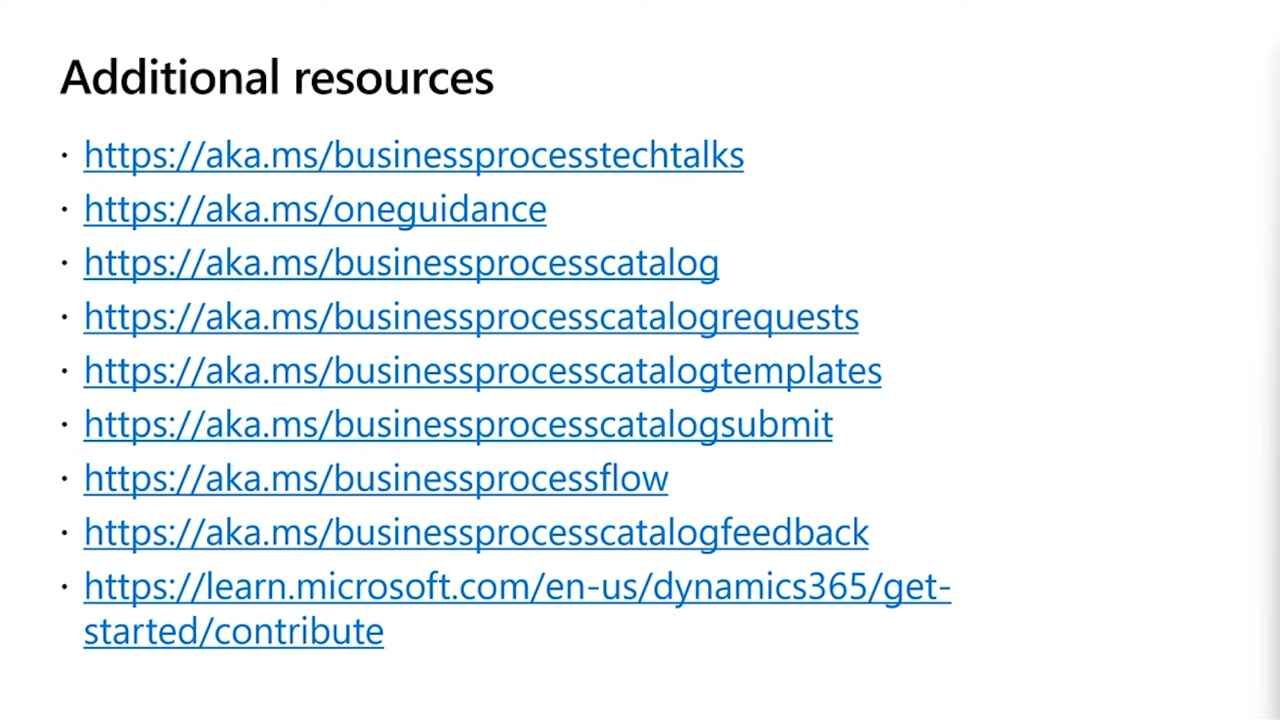 Additional resources
· https://aka.ms/businessprocesstechtalks
· https://aka.ms/oneguidance
· https://aka.ms/businessprocesscatalog
· https://aka.ms/businessprocesscatalogrequests
· https://aka.ms/businessprocesscatalogtemplates
· https://aka.ms/businessprocesscatalogsubmit
· https://aka.ms/businessprocessflow
· https://aka.ms/businessprocesscatalogfeedback
· https://learn.microsoft.com/en-us/dynamics365/get-
started/contribute